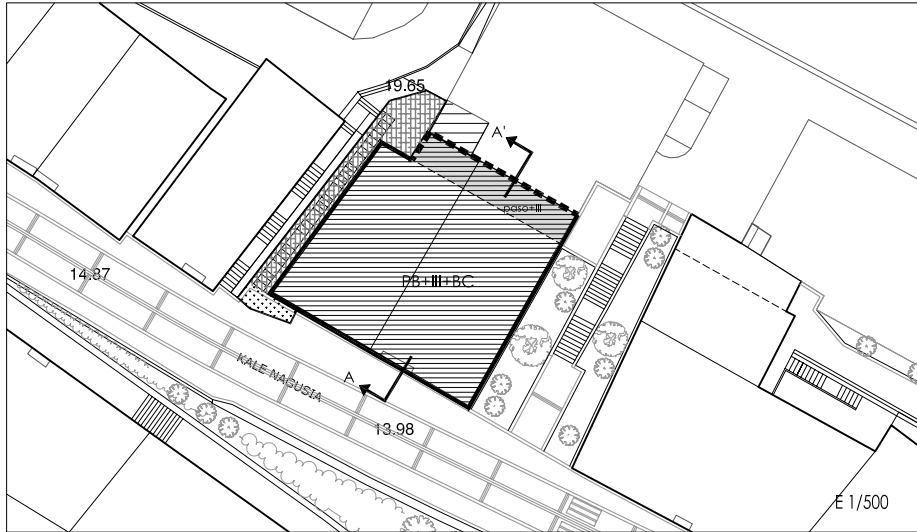 19.65
A'
paso+III
14.87
PB+III+BC
KALE NAGUSIA
A
13.98
E 1/500